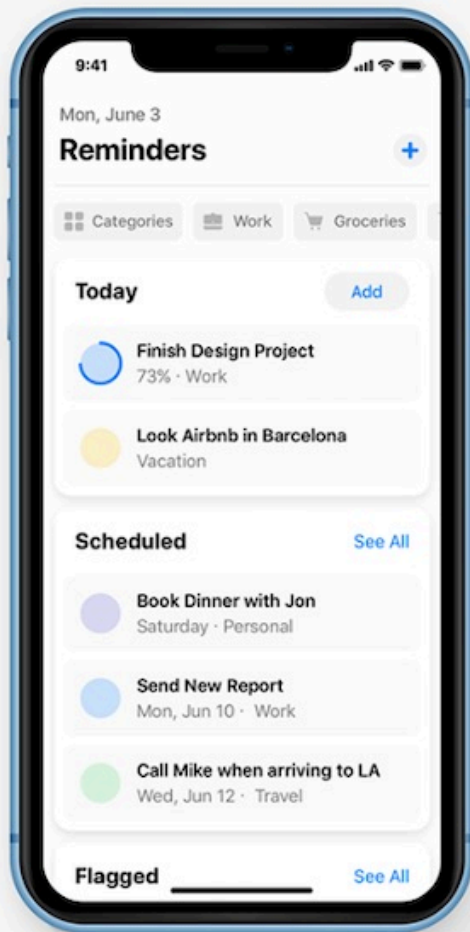 9:41
Mon, June 3
Reminders
Categories Work Groceries
Today Add
Finish Design Project
73% · Work
Look Airbnb in Barcelona
Vacation
Scheduled See All
Book Dinner with Jon
Saturday · Personal
Send New Report
Mon, Jun 10 · Work
Call Mike when arriving to LA
Wed, Jun 12 · Travel
Flagged See All